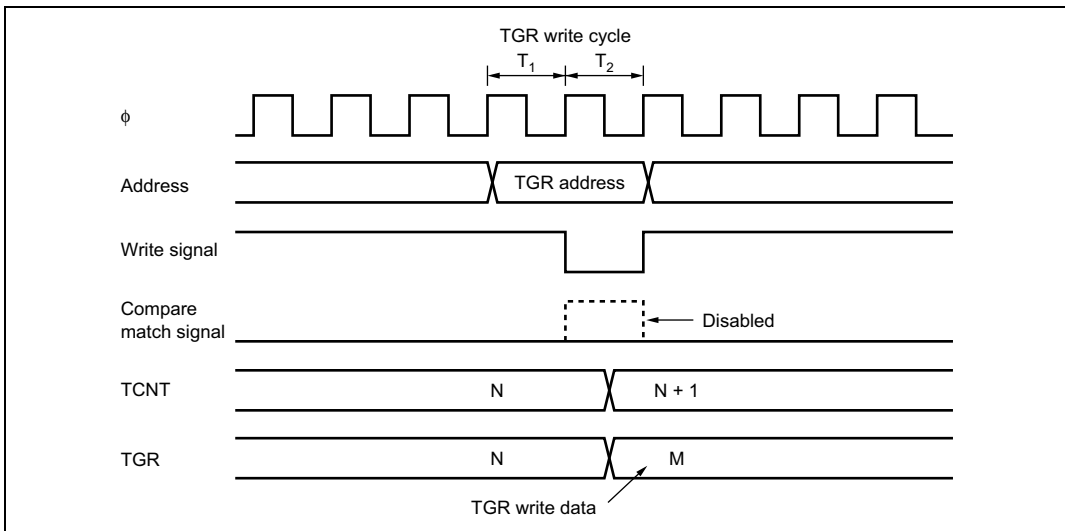 TGR write cycle
T₁ T₂
ϕ
Address TGR address
Write signal
Compare
match signal Disabled
TCNT N N + 1
TGR N M
TGR write data